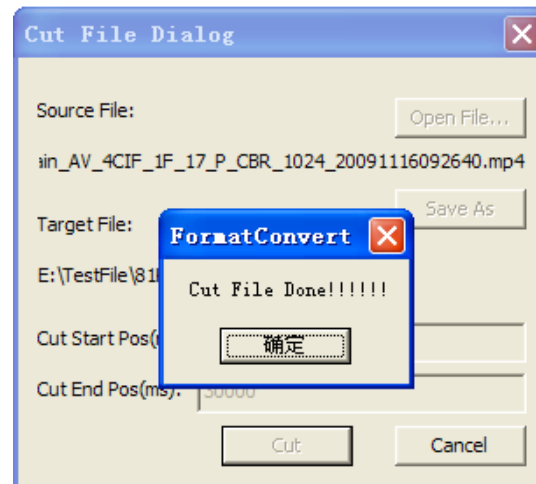 Cut File Dialog
Source File:
Open File...
ain_AV_4CIF_1F_17_P_CBR_1024_20091116092640.mp4
Save As
Target File:
FormatConvert
E:\TestFile\81
Cut File Done!!!!!!
Cut Start Pos(
确定
Cut End Pos(ms):
30000
Cut
Cancel